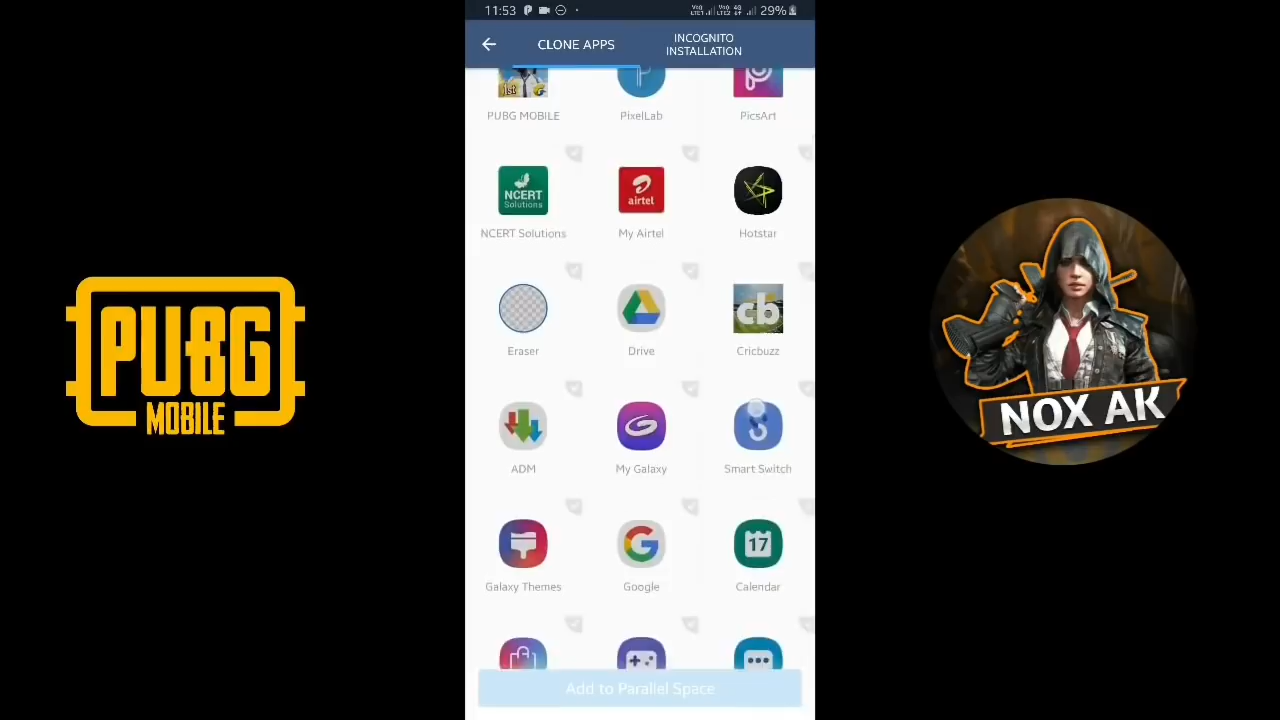 11:53
29%
CLONE APPS
INCOGNITO
INSTALLATION
1st
PUBG MOBILE
PixelLab
PicsArt
NCERT
Solutions
airtel
NCERT Solutions
My Airtel
Hotstar
cb
Eraser
Drive
Cricbuzz
ADM
My Galaxy
Smart Switch
17
Galaxy Themes
Google
Calendar
Add to Parallel Space
PUBG
MOBILE
NOX AK